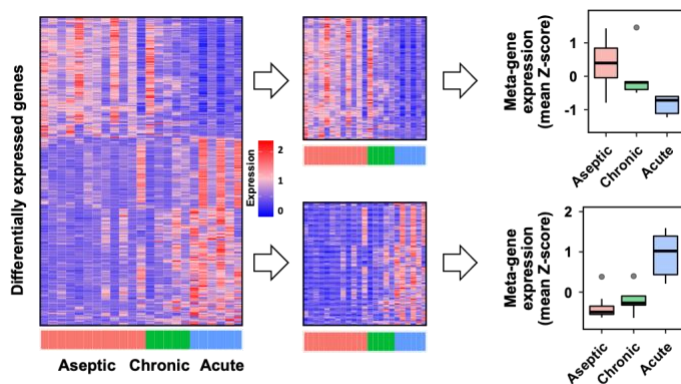 Differentially expressed genes
Expression
2
1
0
Aseptic Chronic Acute
Meta-gene
expression
(mean Z-score)
1
0
-1
Aseptic
Chronic
Acute
Meta-gene
expression
(mean Z-score)
2
1
0
Aseptic
Chronic
Acute